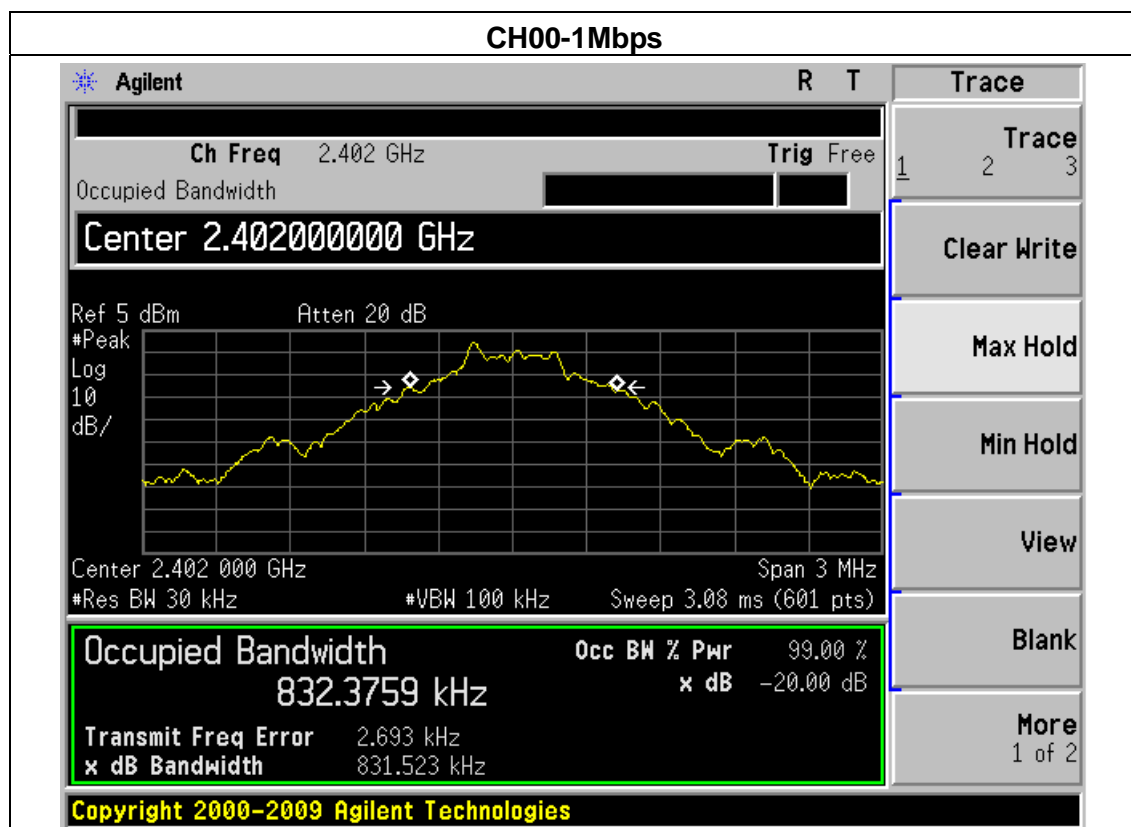 CH00-1Mbps
Agilent R T Trace
Ch Freq 2.402 GHz Trig Free
Occupied Bandwidth
Trace
1 2 3
Center 2.402000000 GHz
Clear Write
Ref 5 dBm Atten 20 dB
#Peak
Log
10
dB/
Max Hold
Min Hold
View
Center 2.402 000 GHz Span 3 MHz
#Res BW 30 kHz #VBW 100 kHz Sweep 3.08 ms (601 pts)
Occupied Bandwidth Occ BW % Pwr 99.00 %
832.3759 kHz x dB -20.00 dB
Blank
Transmit Freq Error 2.693 kHz
x dB Bandwidth 831.523 kHz
More
1 of 2
Copyright 2000-2009 Agilent Technologies